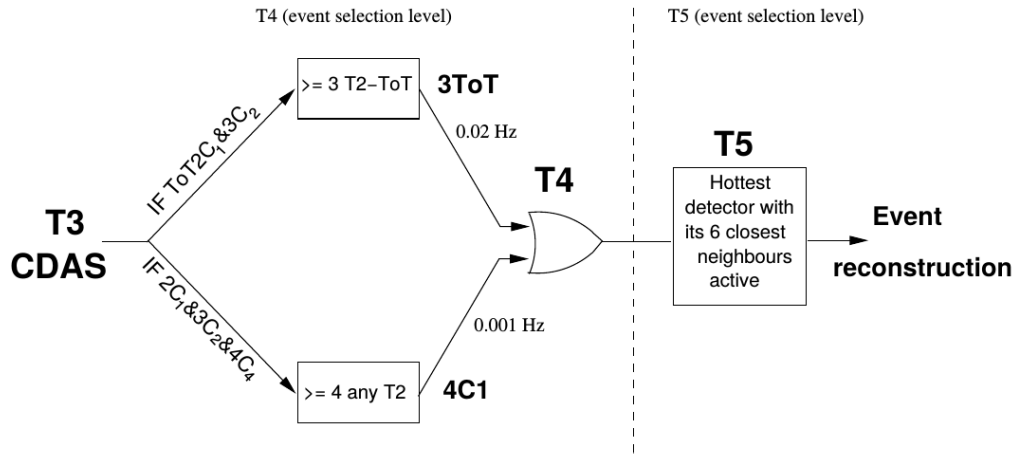 T4 (event selection level)
T5 (event selection level)
>= 3 T2−ToT
3ToT
IF ToT2C1&3C2
0.02 Hz
T5
T4
Hottest
detector with
its 6 closest
neighbours
active
T3
CDAS
Event
reconstruction
IF 2C1&3C2&4C4
0.001 Hz
>= 4 any T2
4C1